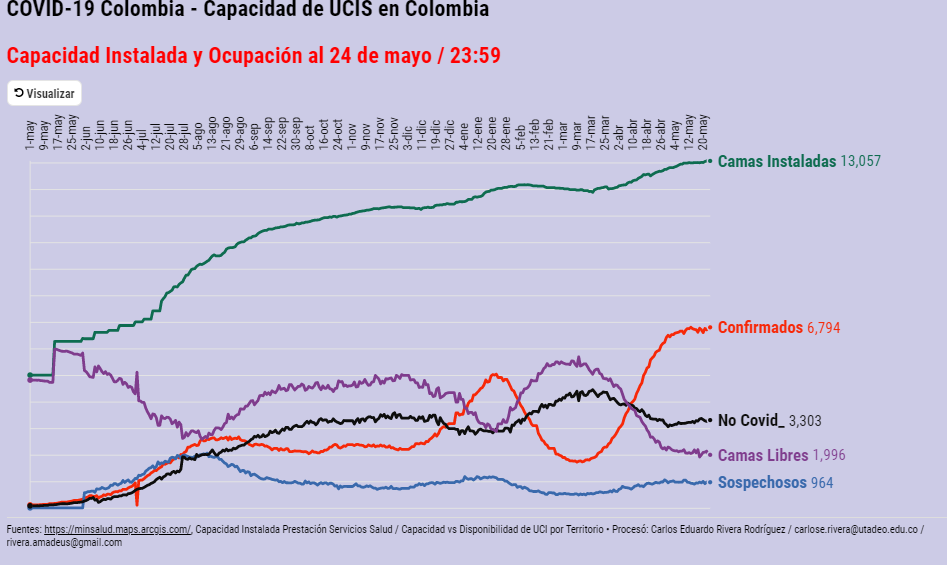 COVID-19 Colombia - Capacidad de UCIS en Colombia
Capacidad Instalada y Ocupación al 24 de mayo / 23:59
Visualizar
1-may
9-may
17-may
25-may
2-jun
10-jun
18-jun
26-jun
4-jul
12-jul
20-jul
28-jul
5-ago
13-ago
21-ago
29-ago
6-sep
14-sep
22-sep
30-sep
8-oct
16-oct
24-oct
1-nov
9-nov
17-nov
25-nov
3-dic
11-dic
19-dic
27-dic
4-ene
12-ene
20-ene
28-ene
5-feb
13-feb
21-feb
1-mar
9-mar
17-mar
25-mar
2-abr
10-abr
18-abr
26-abr
4-may
12-may
20-may
Camas Instaladas 13,057
Confirmados 6,794
No Covid_ 3,303
Camas Libres 1,996
Sospechosos 964
Fuentes: https://minsalud.maps.arcgis.com/, Capacidad Instalada Prestación Servicios Salud / Capacidad vs Disponibilidad de UCI por Territorio • Procesó: Carlos Eduardo Rivera Rodríguez / carlose.rivera@utadeo.edu.co /
rivera.amadeus@gmail.com